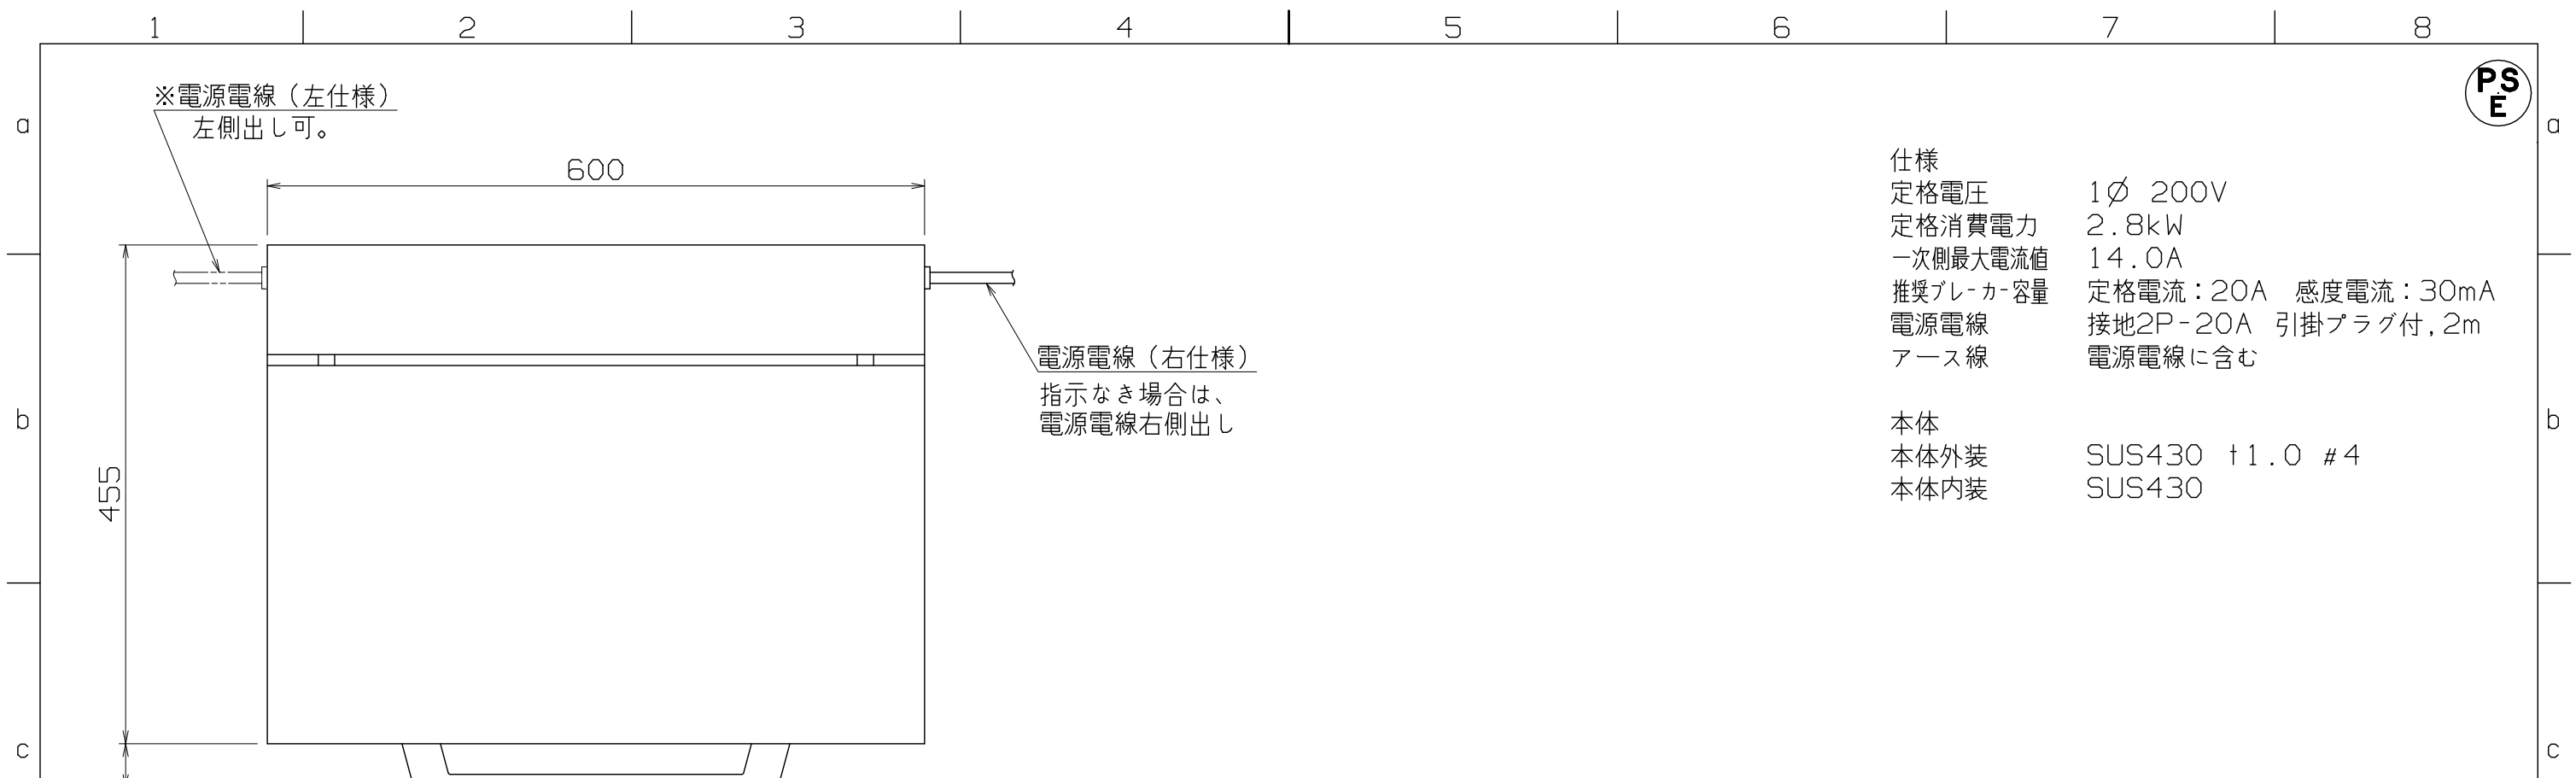 1 2 3 4 5 6 7 8
PS
E
※電源電線（左仕様）
左側出し可。
a a
600
仕様
定格電圧 1Ø 200V
定格消費電力 2.8kW
一次側最大電流値 14.0A
推奨ブレーカー容量 定格電流：20A 感度電流：30mA
電源電線 接地2P-20A 引掛プラグ付,2m
アース線 電源電線に含む
電源電線（右仕様）
指示なき場合は、
電源電線右側出し
b b
本体
本体外装 SUS430 t1.0 #4
本体内装 SUS430
455
c c